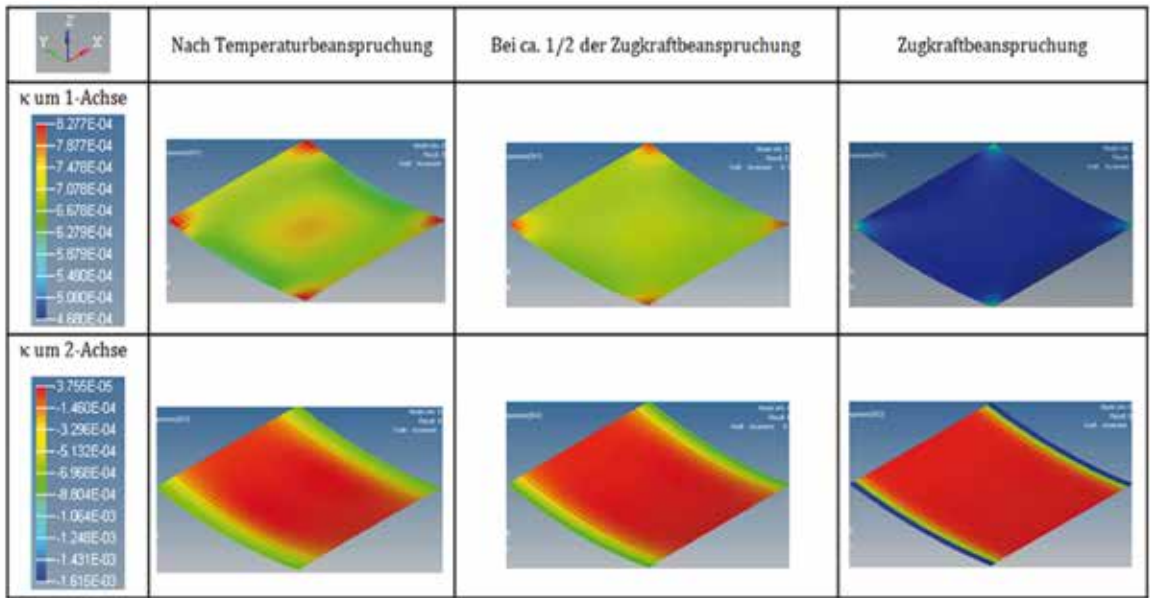 Z
Y X
Nach Temperaturbeanspruchung
Bei ca. 1/2 der Zugkraftbeanspruchung
Zugkraftbeanspruchung
κ um 1-Achse
8.277E-04
7.877E-04
7.478E-04
7.078E-04
6.678E-04
6.279E-04
5.879E-04
5.480E-04
5.080E-04
4.680E-04
κ um 2-Achse
3.755E-05
-1.460E-04
-3.296E-04
-5.132E-04
-6.968E-04
-8.804E-04
-1.064E-03
-1.248E-03
-1.431E-03
-1.615E-03